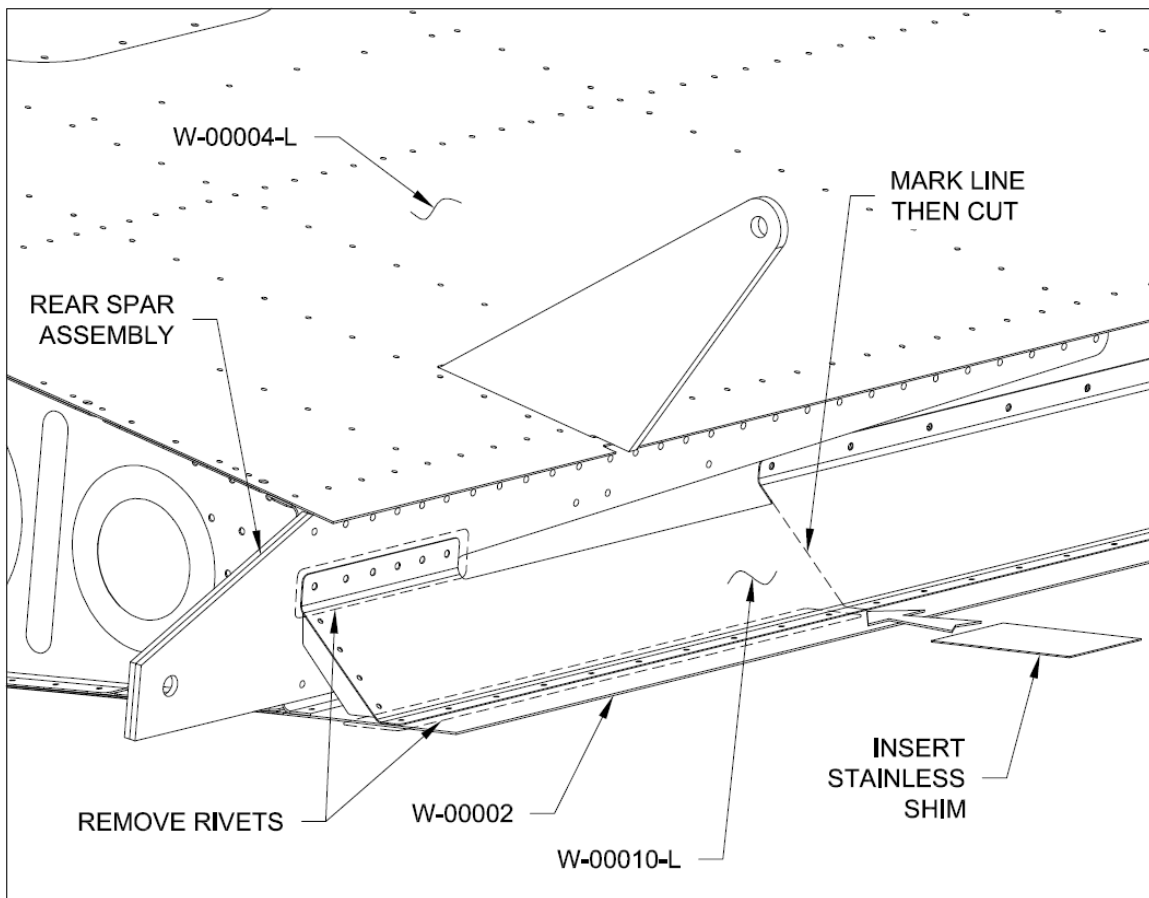 W-00004-L
MARK LINE
THEN CUT
REAR SPAR
ASSEMBLY
INSERT
STAINLESS
SHIM
REMOVE RIVETS
W-00002
W-00010-L